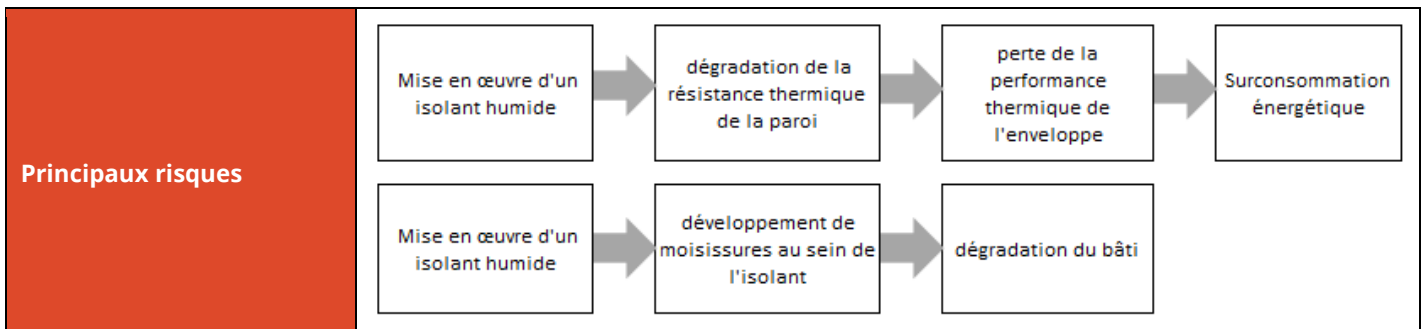 Principaux risques
Mise en œuvre d'un
isolant humide
dégradation de la
résistance thermique
de la paroi
perte de la
performance
thermique de
l'enveloppe
Surconsommation
énergétique
Mise en œuvre d'un
isolant humide
développement de
moisissures au sein de
l'isolant
dégradation du bâti